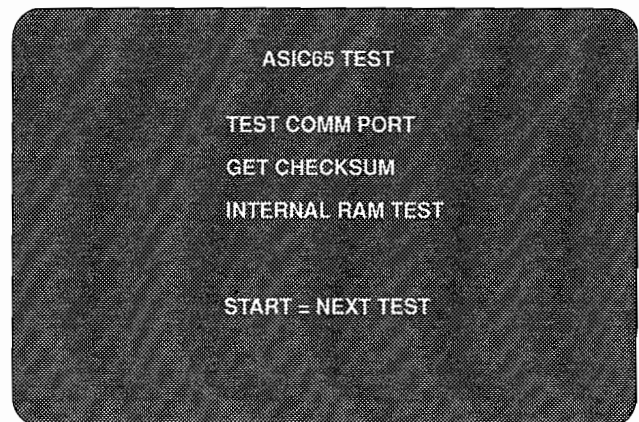 ASIC65 TEST
TEST COMM PORT
GET CHECKSUM
INTERNAL RAM TEST
START = NEXT TEST